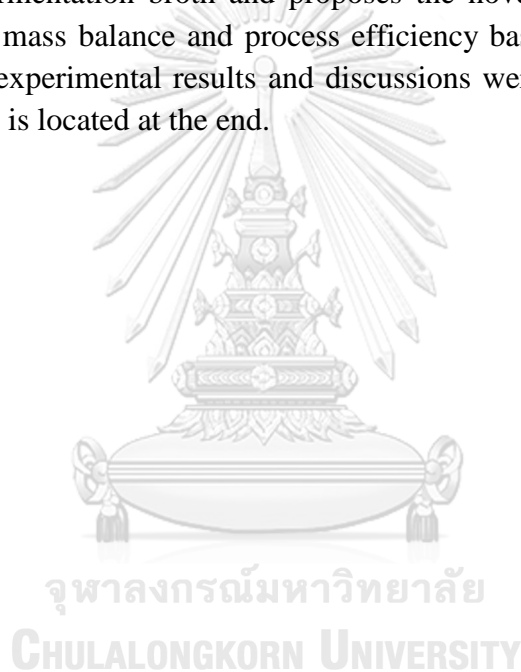 rmentation broth and proposes the nove
mass balance and process efficiency ba
experimental results and discussions we
is located at the end.
จุฬาลงกรณ์มหาวิทยาลัย
CHULALONGKORN UNIVERSITY